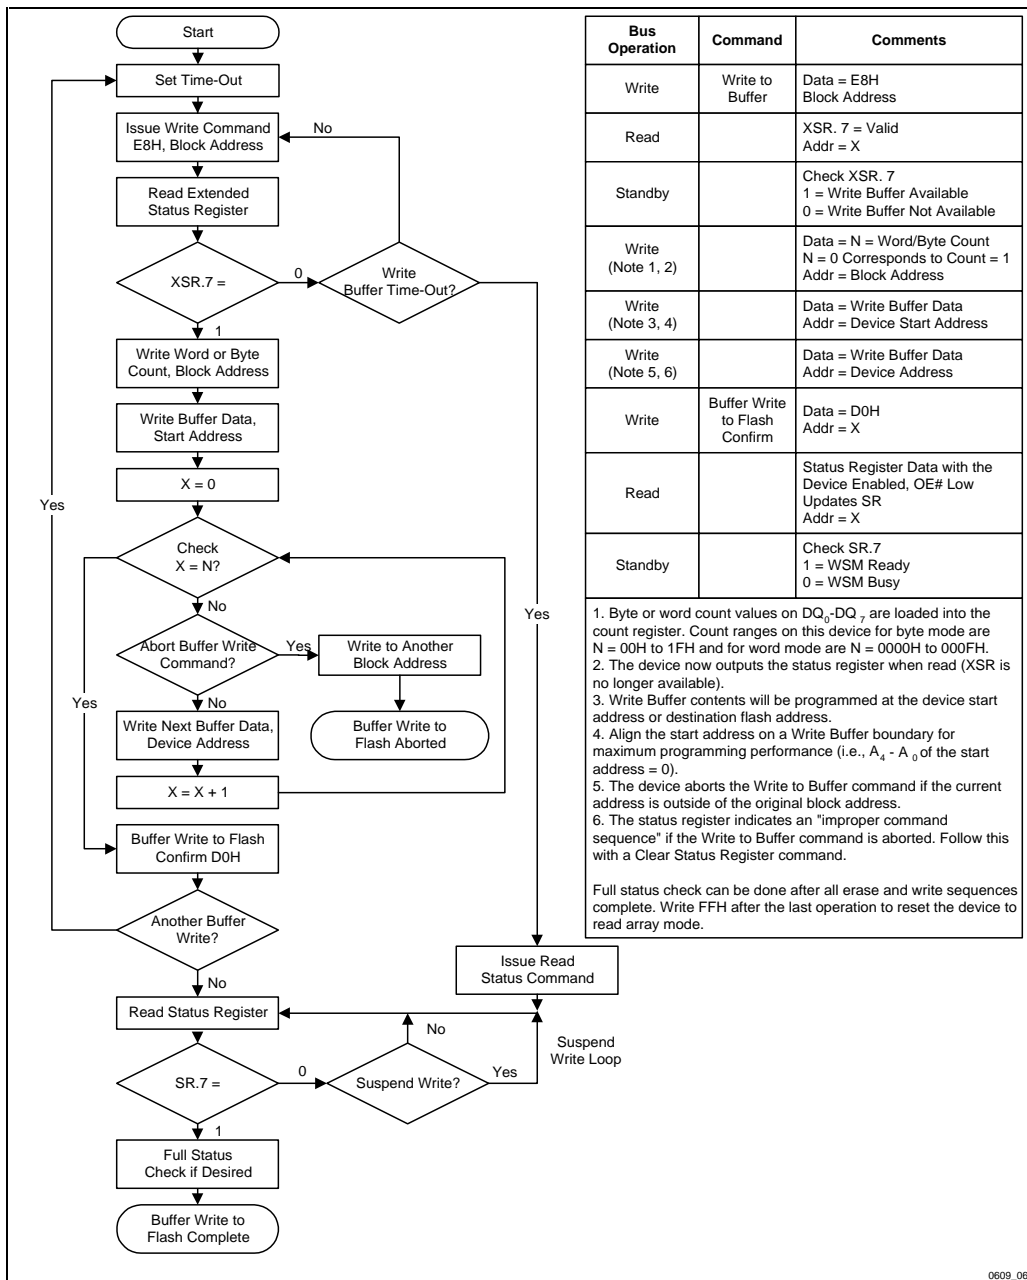 Start
Set Time-Out
Issue Write Command
E8H, Block Address
No
Read Extended
Status Register
XSR.7 =
0
Write
Buffer Time-Out?
1
Write Word or Byte
Count, Block Address
Write Buffer Data,
Start Address
X = 0
Yes
Check
X = N?
No
Yes
Abort Buffer Write
Command?
Yes
Write to Another
Block Address
Yes
No
Buffer Write to
Flash Aborted
Write Next Buffer Data,
Device Address
X = X + 1
Buffer Write to Flash
Confirm D0H
Another Buffer
Write?
Issue Read
Status Command
No
Read Status Register
No
Suspend
Write Loop
SR.7 =
0
Suspend Write?
Yes
1
Full Status
Check if Desired
Buffer Write to
Flash Complete
Bus
Operation
Command
Comments
Write
Write to
Buffer
Data = E8H
Block Address
Read
XSR. 7 = Valid
Addr = X
Standby
Check XSR. 7
1 = Write Buffer Available
0 = Write Buffer Not Available
Write
(Note 1, 2)
Data = N = Word/Byte Count
N = 0 Corresponds to Count = 1
Addr = Block Address
Write
(Note 3, 4)
Data = Write Buffer Data
Addr = Device Start Address
Write
(Note 5, 6)
Data = Write Buffer Data
Addr = Device Address
Write
Buffer Write
to Flash
Confirm
Data = D0H
Addr = X
Read
Status Register Data with the
Device Enabled, OE# Low
Updates SR
Addr = X
Standby
Check SR.7
1 = WSM Ready
0 = WSM Busy
1. Byte or word count values on DQ0-DQ 7 are loaded into the
count register. Count ranges on this device for byte mode are
N = 00H to 1FH and for word mode are N = 0000H to 000FH.
2. The device now outputs the status register when read (XSR is
no longer available).
3. Write Buffer contents will be programmed at the device start
address or destination flash address.
4. Align the start address on a Write Buffer boundary for
maximum programming performance (i.e., A4 - A 0 of the start
address = 0).
5. The device aborts the Write to Buffer command if the current
address is outside of the original block address.
6. The status register indicates an "improper command
sequence" if the Write to Buffer command is aborted. Follow this
with a Clear Status Register command.
Full status check can be done after all erase and write sequences
complete. Write FFH after the last operation to reset the device to
read array mode.
0609_06